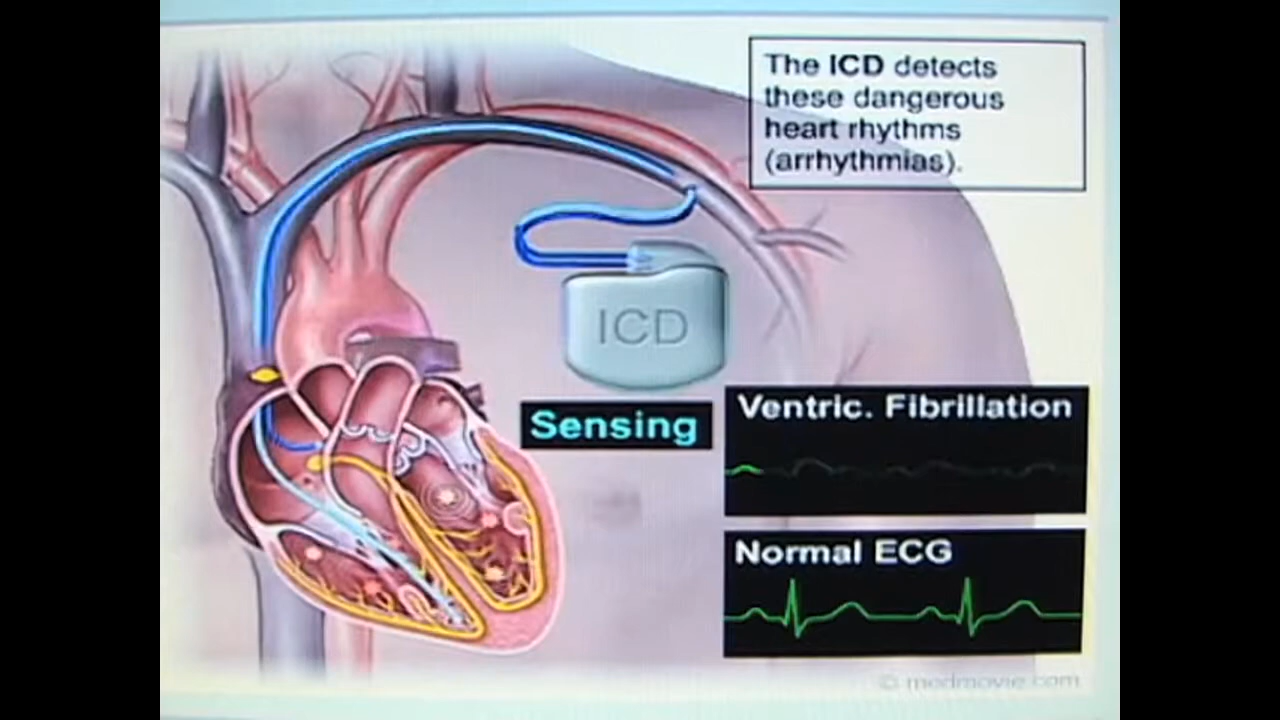 The ICD detects
these dangerous
heart rhythms
(arrhythmias).
ICD
Sensing
Ventric. Fibrillation
Normal ECG
© medmovie.com